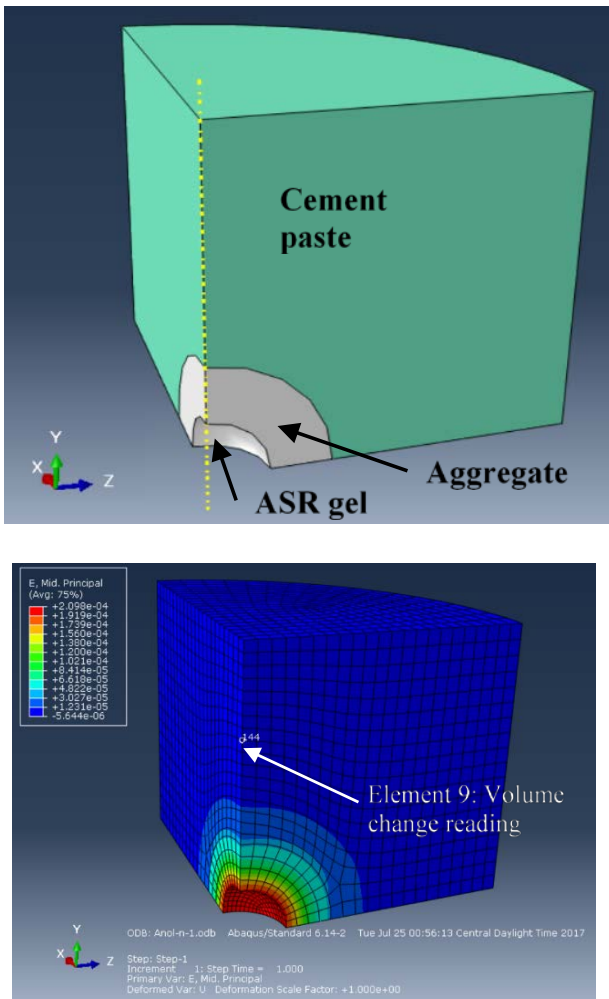 Cement
paste
Aggregate
ASR gel
Y
X
Z
E, Mid. Principal
(Avg: 75%)
+2.098e-04
+1.919e-04
+1.739e-04
+1.560e-04
+1.380e-04
+1.200e-04
+1.021e-04
+8.414e-05
+6.618e-05
+4.822e-05
+3.027e-05
+1.231e-05
-5.644e-06
144
Element 9: Volume
change reading
Y
X
Z
ODB: Anol-n-1.odb Abaqus/Standard 6.14-2 Tue Jul 25 00:56:13 Central Daylight Time 2017
Step: Step-1
Increment 1: Step Time = 1.000
Primary Var: E, Mid. Principal
Deformed Var: U Deformation Scale Factor: +1.000e+00